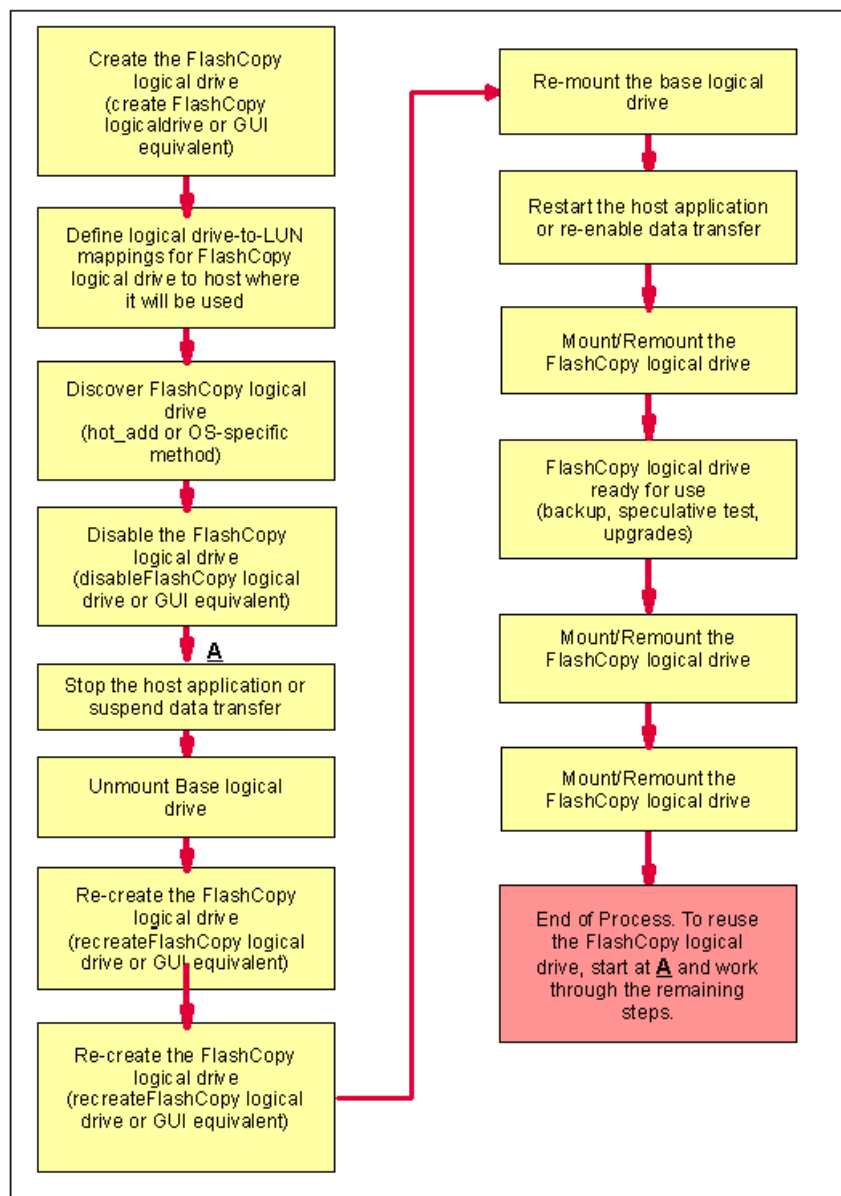 Create the FlashCopy
logical drive
(create FlashCopy
logicaldrive or GUI
equivalent)
Define logical drive-to-LUN
mappings for FlashCopy
logical drive to host where
it will be used
Discover FlashCopy logical
drive
(hot_add or OS-specific
method)
Disable the FlashCopy
logical drive
(disableFlashCopy logical
drive or GUI equivalent)
A
Stop the host application or
suspend data transfer
Unmount Base logical
drive
Re-create the FlashCopy
logical drive
(recreateFlashCopy logical
drive or GUI equivalent)
Re-create the FlashCopy
logical drive
(recreateFlashCopy logical
drive or GUI equivalent)
Re-mount the base logical
drive
Restart the host application
or re-enable data transfer
Mount/Remount the
FlashCopy logical drive
FlashCopy logical drive
ready for use
(backup, speculative test,
upgrades)
Mount/Remount the
FlashCopy logical drive
Mount/Remount the
FlashCopy logical drive
End of Process. To reuse
the FlashCopy logical
drive, start at A and work
through the remaining
steps.